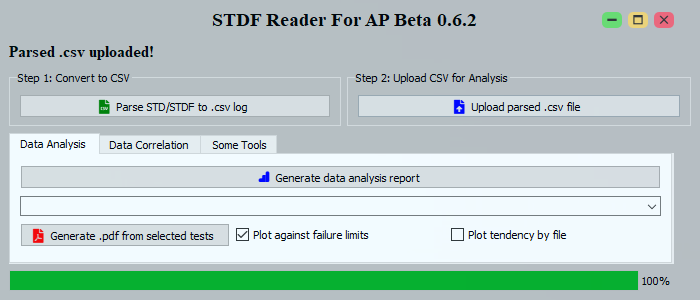 STDF Reader For AP Beta 0.6.2
Parsed .csv uploaded!
Step 1: Convert to CSV
Step 2: Upload CSV for Analysis
CSV
Parse STD/STDF to .csv log
Upload parsed .csv file
Data Analysis
Data Correlation
Some Tools
Generate data analysis report
Generate .pdf from selected tests
Plot against failure limits
Plot tendency by file
100%